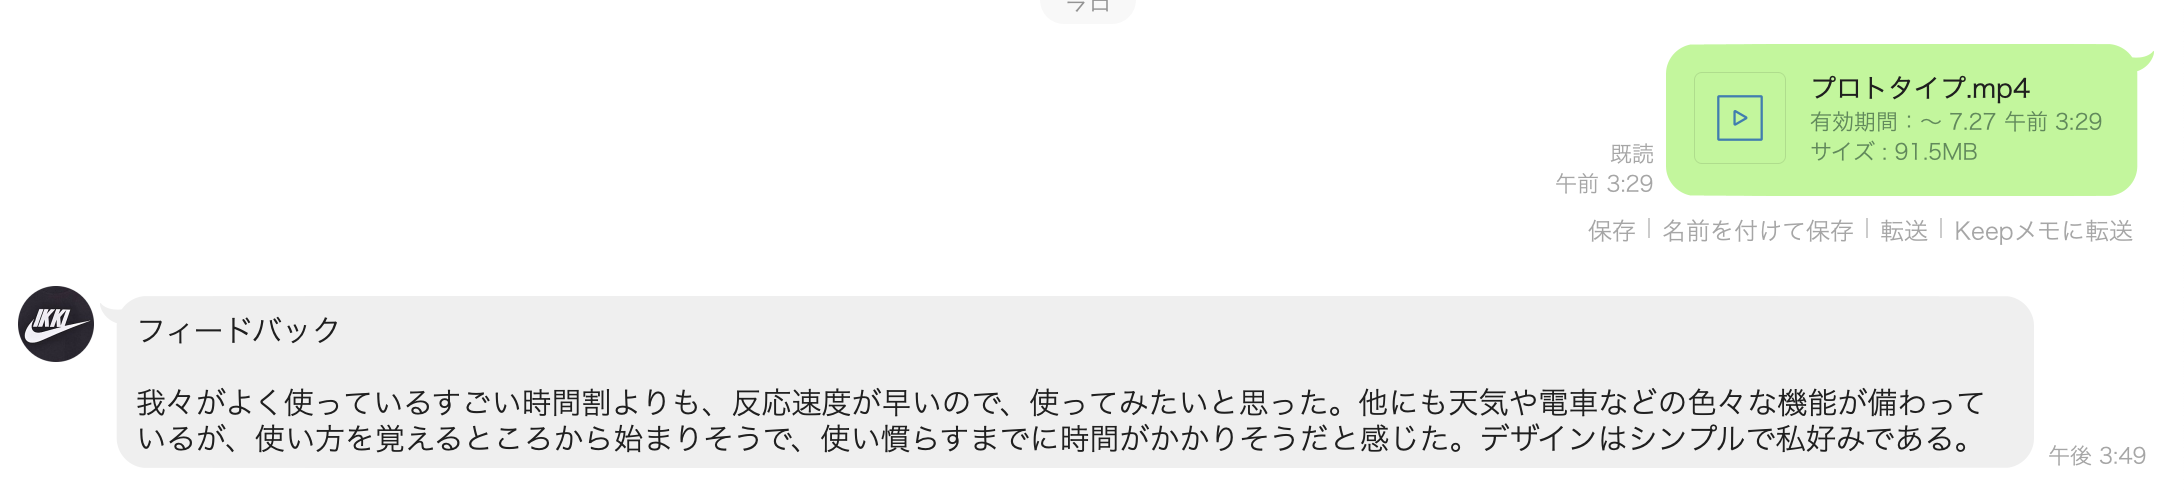 今日
プロトタイプ.mp4
有効期間：〜 7.27 午前 3:29
サイズ : 91.5MB
既読
午前 3:29
保存 | 名前を付けて保存 | 転送 | Keepメモに転送
IKKI
フィードバック
我々がよく使っているすごい時間割よりも、反応速度が早いので、使ってみたいと思った。他にも天気や電車などの色々な機能が備わって
いるが、使い方を覚えるところから始まりそうで、使い慣らすまでに時間がかかりそうだと感じた。デザインはシンプルで私好みである。
午後 3:49